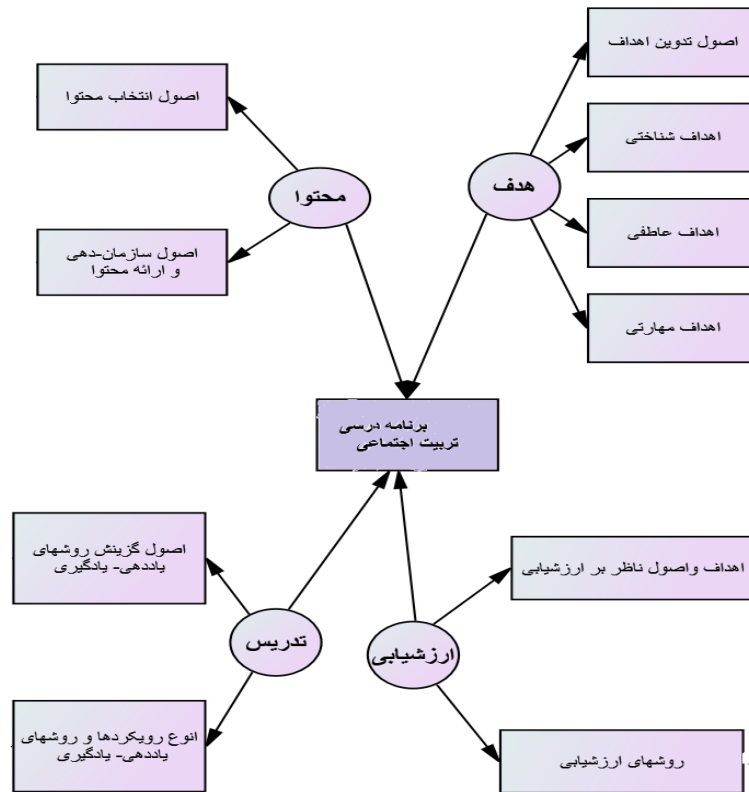 اصول تدوین اهداف
اهداف شناختی
هدف
اهداف عاطفی
اهداف مهارتی
اصول انتخاب محتوا
محتوا
اصول سازمان-دهی
و ارائه محتوا
برنامه درسی
تربیت اجتماعی
اهداف واصول ناظر بر ارزشیابی
ارزشیابی
روشهای ارزشیابی
اصول گزینش روشهای
یاددهی- یادگیری
تدریس
انوع رویکردها و روشهای
یاددهی- یادگیری